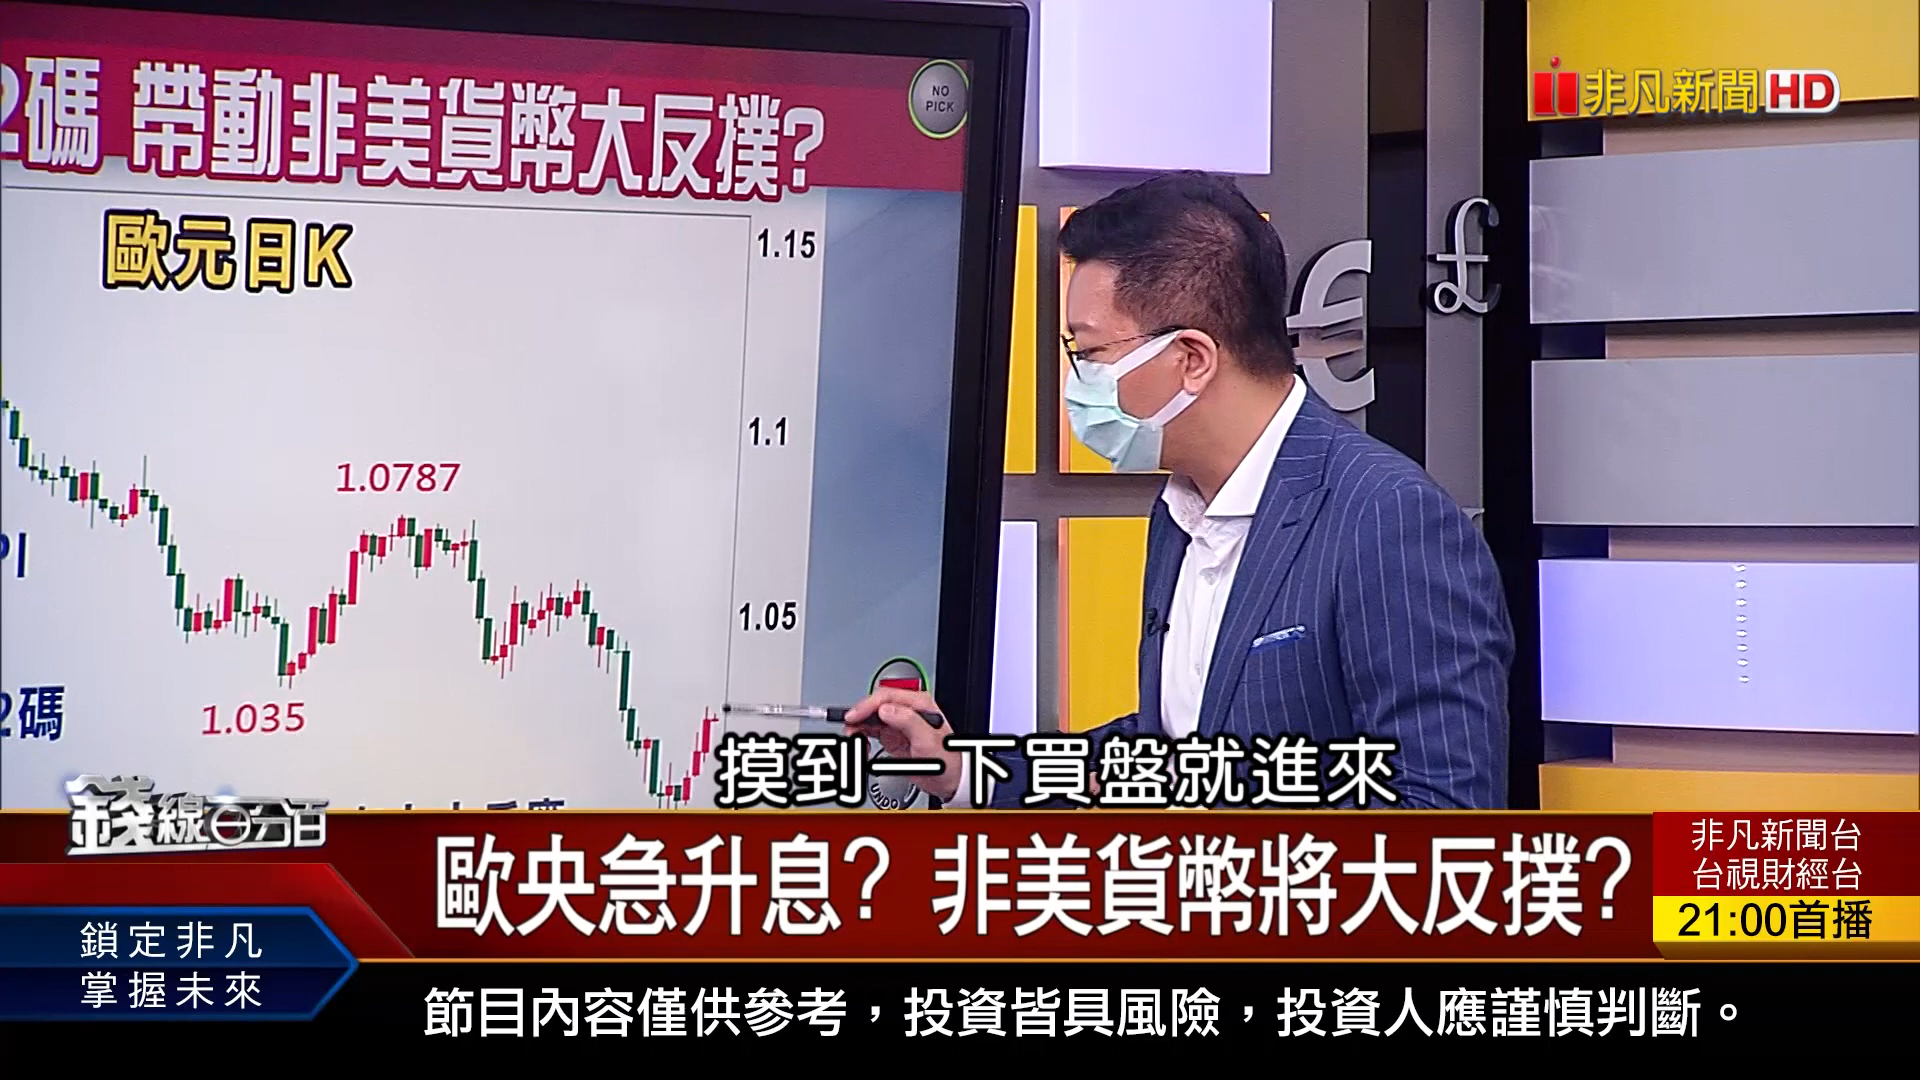 2碼 帶動非美貨幣大反撲?
NO
PICK
非凡新聞HD
歐元日K
1.15
1.1
1.0787
PI
1.05
1.035
2碼
UNDO
摸到一下買盤就進來
錢線百分百
歐央急升息? 非美貨幣將大反撲?
非凡新聞台
台視財經台
21:00首播
鎖定非凡
掌握未來
節目內容僅供參考，投資皆具風險，投資人應謹慎判斷。
€
£